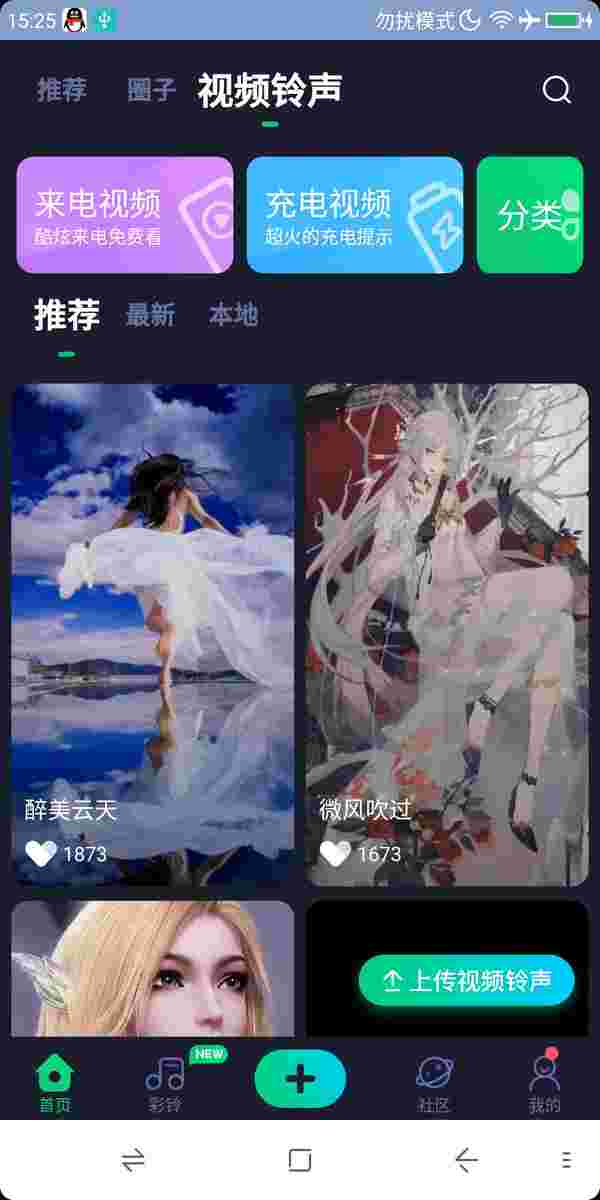 15:25 勿扰模式
推荐 圈子 视频铃声
来电视频 充电视频 分类
酷炫来电免费看 超火的充电提示
推荐 最新 本地
醉美云天 微风吹过
1873 1673
上传视频铃声
NEW
首页 彩铃 社区 我的